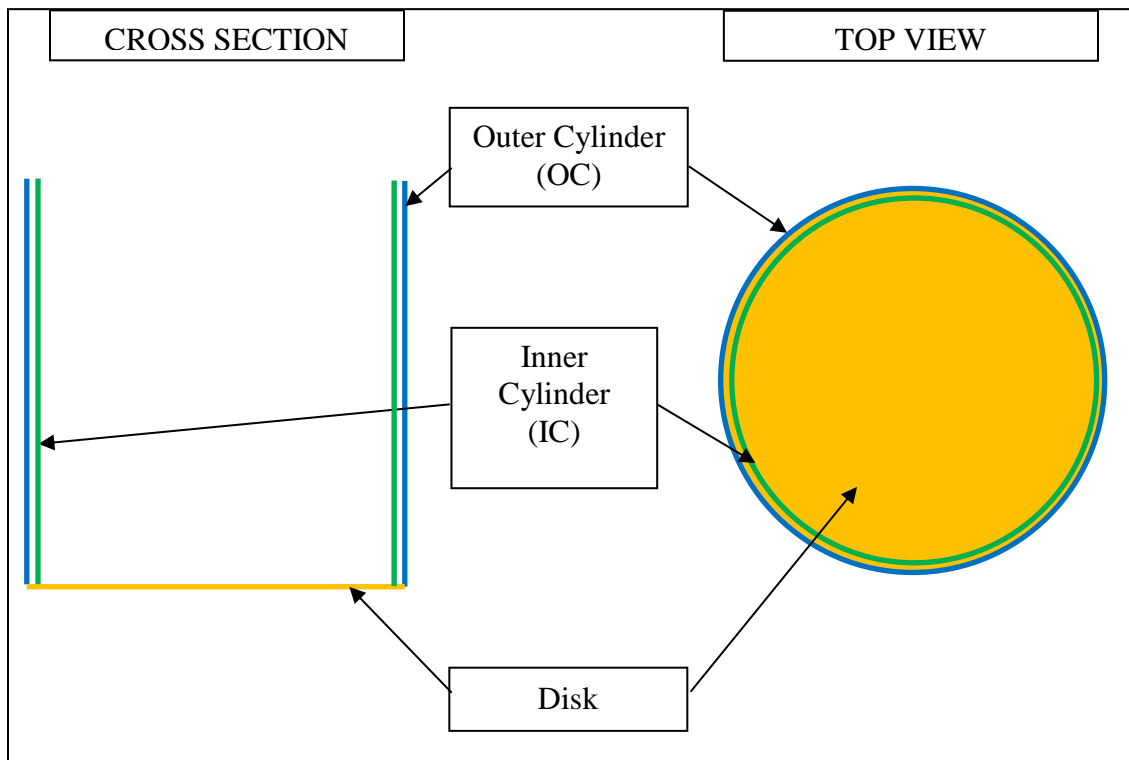 CROSS SECTION
TOP VIEW
Outer Cylinder
(OC)
Inner
Cylinder
(IC)
Disk